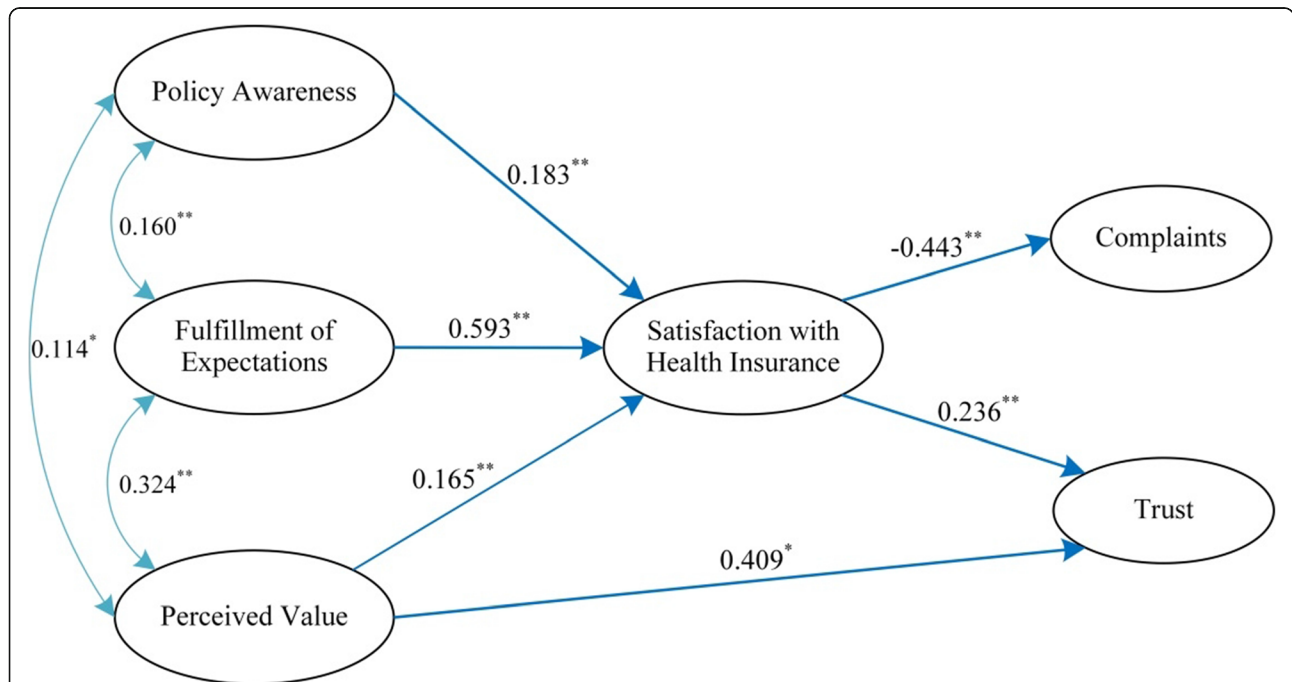 Policy Awareness
0.183**
0.160**
Complaints
-0.443**
Fulfillment of
Expectations
0.593**
Satisfaction with
Health Insurance
0.114*
0.236**
0.324**
0.165**
Trust
0.409*
Perceived Value